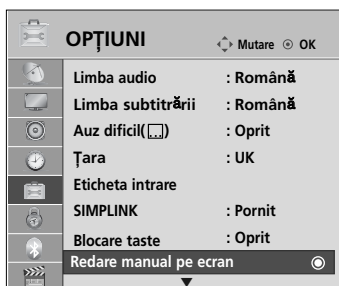 OPȚIUNI Mutare OK
Limba audio : Română
Limba subtitrării : Română
Auz dificil( ) : Oprit
Țara : UK
Eticheta intrare
SIMPLINK : Pornit
Blocare taste : Oprit
Redare manual pe ecran